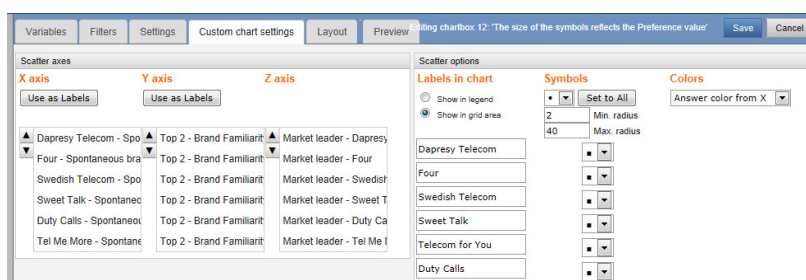 Variables Filters Settings Custom chart settings Layout Preview Editing chartbox 12: 'The size of the symbols reflects the Preference value' Save Cancel
Scatter axes
X axis Y axis Z axis
Use as Labels Use as Labels
Dapresy Telecom - Spo Top 2 - Brand Familiarit Market leader - Dapresy
Four - Spontaneous bra Top 2 - Brand Familiarit Market leader - Four
Swedish Telecom - Spo Top 2 - Brand Familiarit Market leader - Swedish
Sweet Talk - Spontaneo Top 2 - Brand Familiarit Market leader - Sweet T
Duty Calls - Spontaneou Top 2 - Brand Familiarit Market leader - Duty Ca
Tel Me More - Spontane Top 2 - Brand Familiarit Market leader - Tel Me
Scatter options
Labels in chart Symbols Colors
Show in legend Set to All Answer color from X
Show in grid area 2 Min. radius
40 Max. radius
Dapresy Telecom
Four
Swedish Telecom
Sweet Talk
Telecom for You
Duty Calls